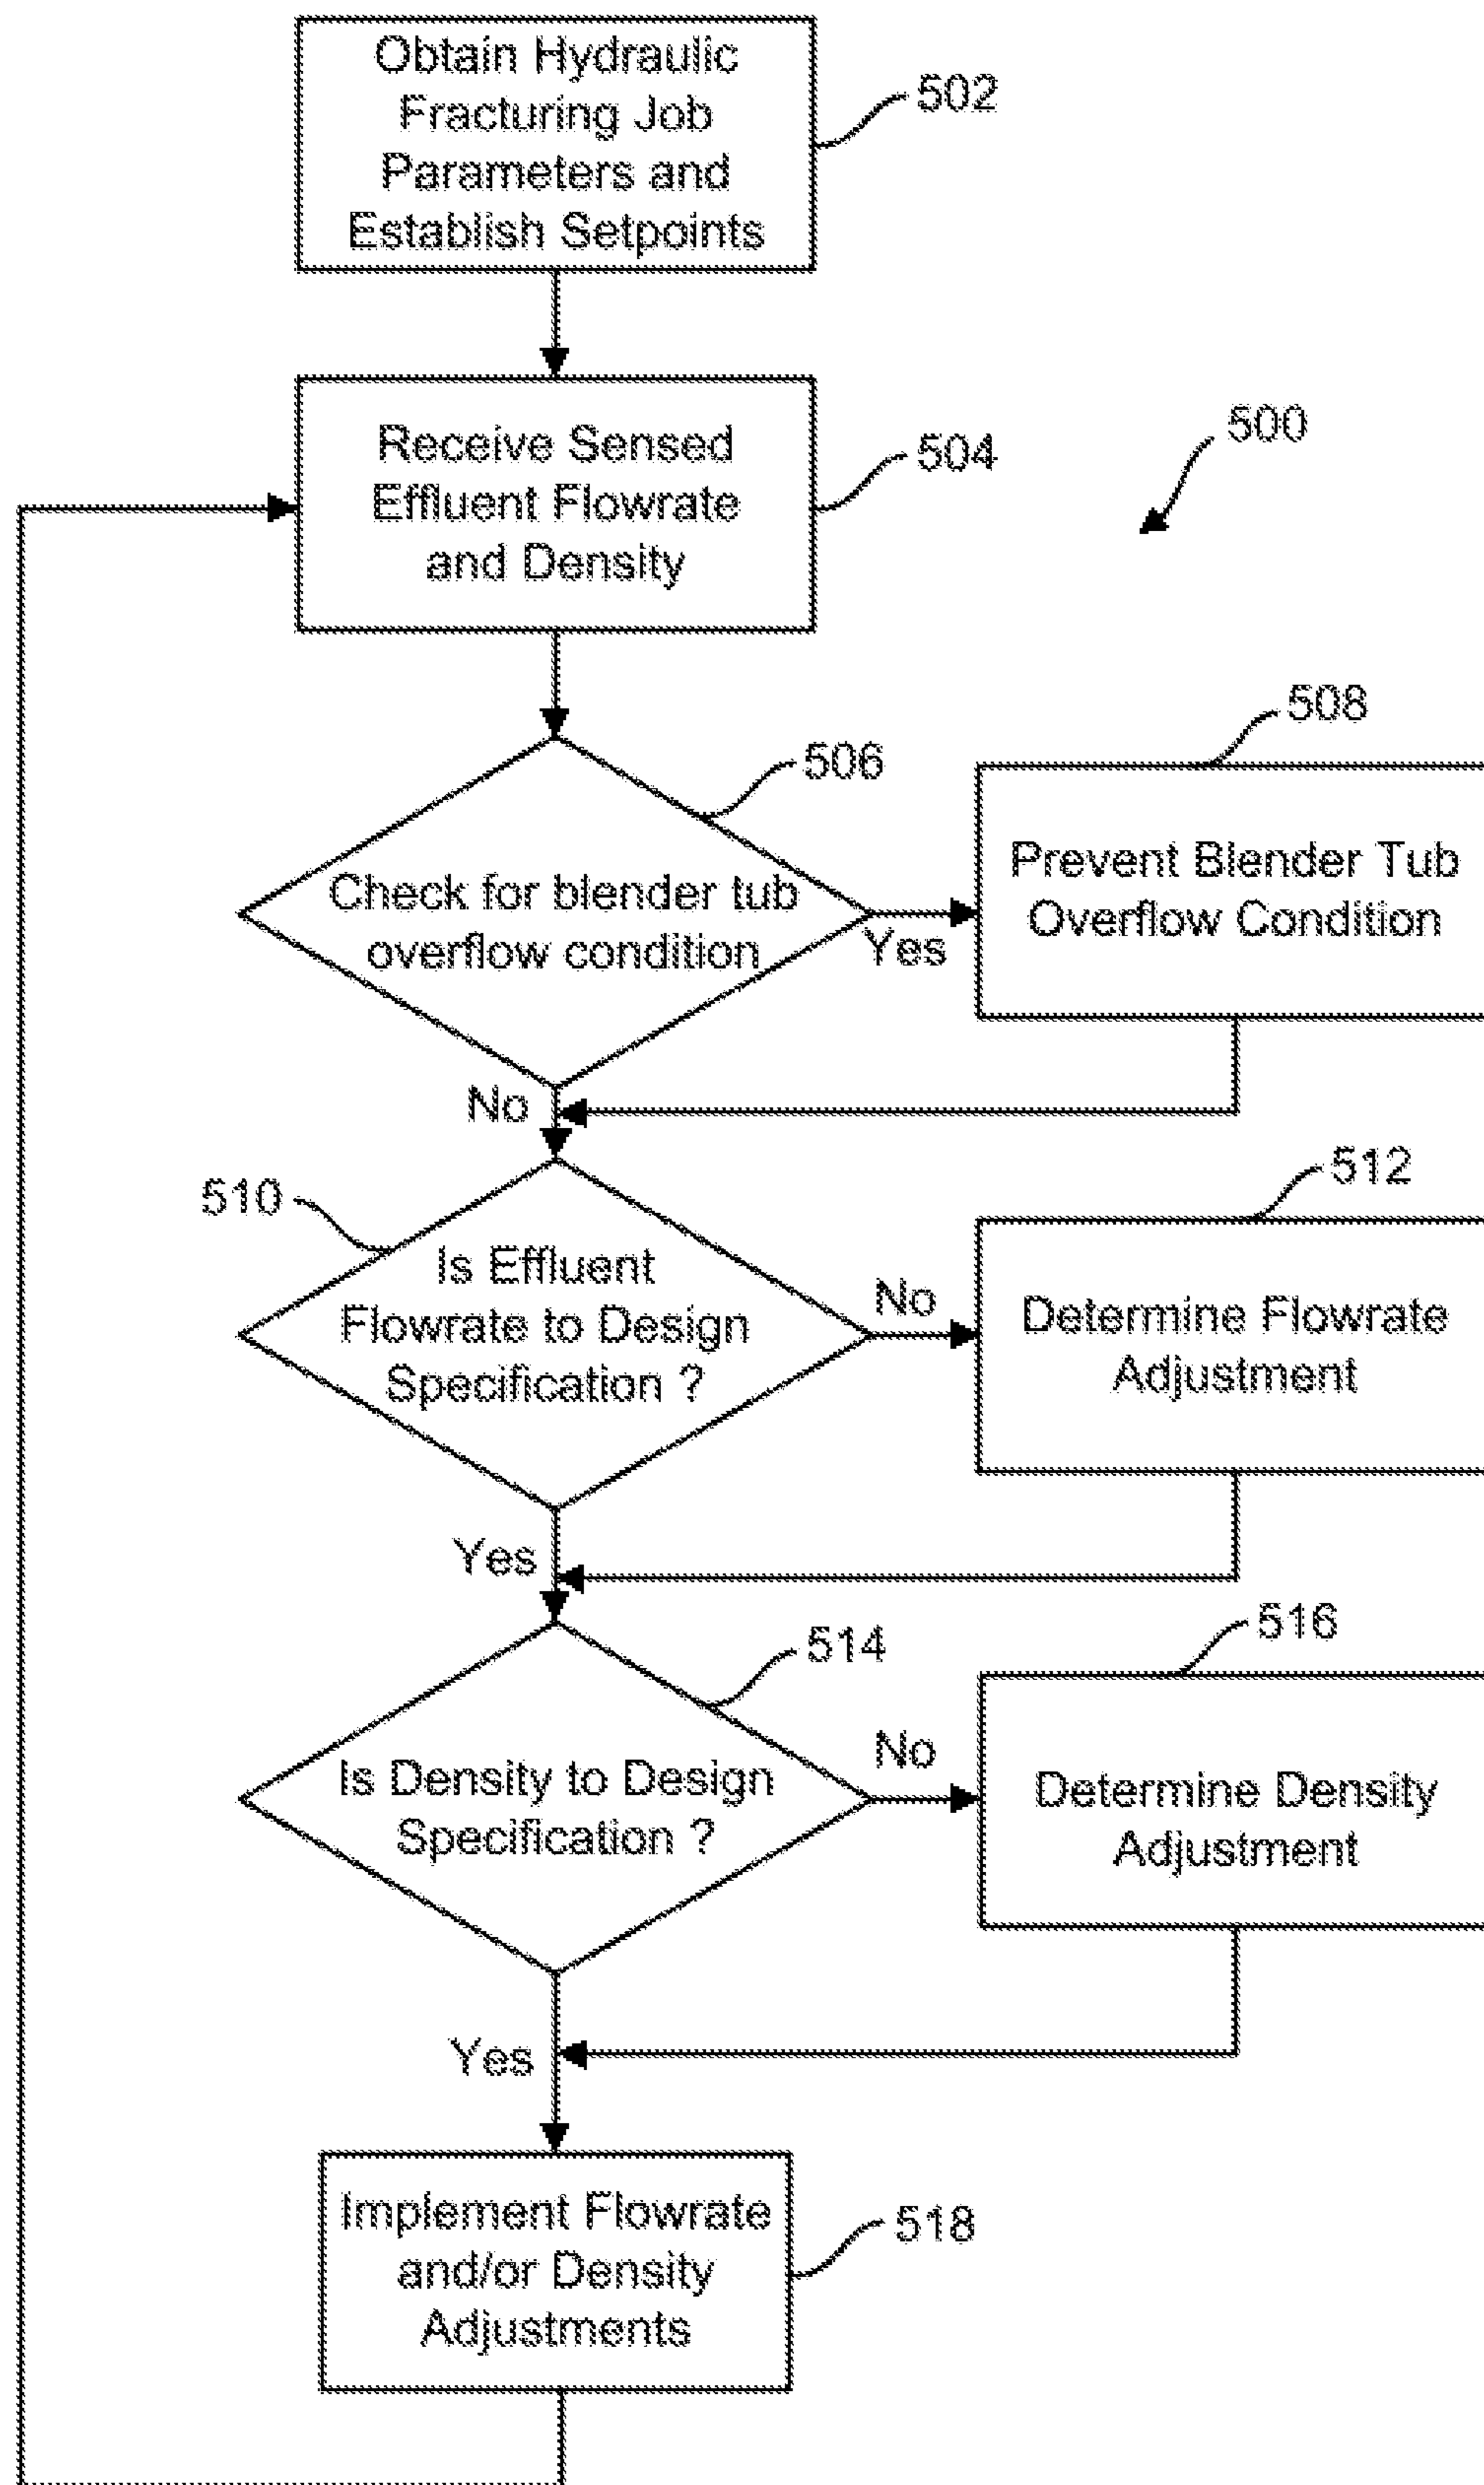 Obtain Hydraulic
Fracturing Job
Parameters and
Establish Setpoints
502
Receive Sensed
Effluent Flowrate
and Density
504
500
506
Check for blender tub
overflow condition
Yes
508
Prevent Blender Tub
Overflow Condition
No
510
Is Effluent
Flowrate to Design
Specification ?
No
512
Determine Flowrate
Adjustment
Yes
514
Is Density to Design
Specification ?
No
516
Determine Density
Adjustment
Yes
Implement Flowrate
and/or Density
Adjustments
518